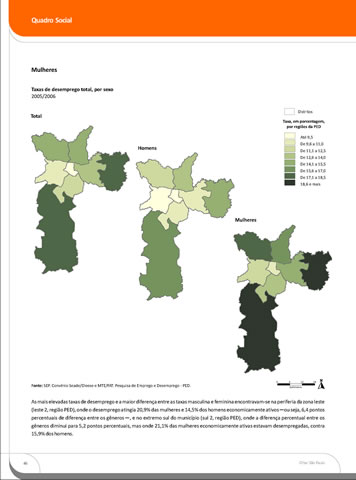 Quadro Social
Mulheres
Taxas de desemprego total, por sexo
2005/2006
Total
Homens
Mulheres
Distritos
Taxa, em porcentagem,
por regiões da PED
Até 9,5
De 9,6 a 11,0
De 11,1 a 12,5
De 12,6 a 14,0
De 14,1 a 15,5
De 15,6 a 17,0
De 17,1 a 18,5
18,6 e mais
Fonte: SEP. Convênio Seade/Dieese e MTE/FAT. Pesquisa de Emprego e Desemprego - PED.
As mais elevadas taxas de desemprego e a maior diferença entre as taxas masculina e feminina encontravam-se na periferia da zona leste
(leste 2, região PED), onde o desemprego atingia 20,9% das mulheres e 14,5% dos homens economicamente ativos — ou seja, 6,4 pontos
percentuais de diferença entre os gêneros —, e no extremo sul do município (sul 2, região PED), onde a diferença percentual entre os
gêneros diminui para 5,2 pontos percentuais, mas onde 21,1% das mulheres economicamente ativas estavam desempregadas, contra
15,9% dos homens.
46
São Paulo